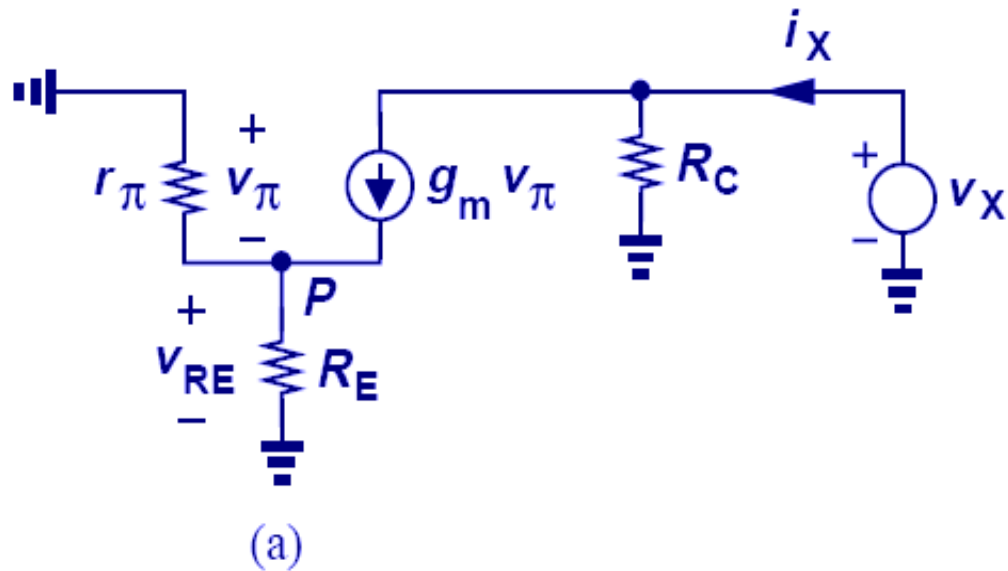 i_X
+
r_π
v_π
−
g_m v_π
R_C
+
v_X
−
P
+
v_RE
−
R_E
(a)